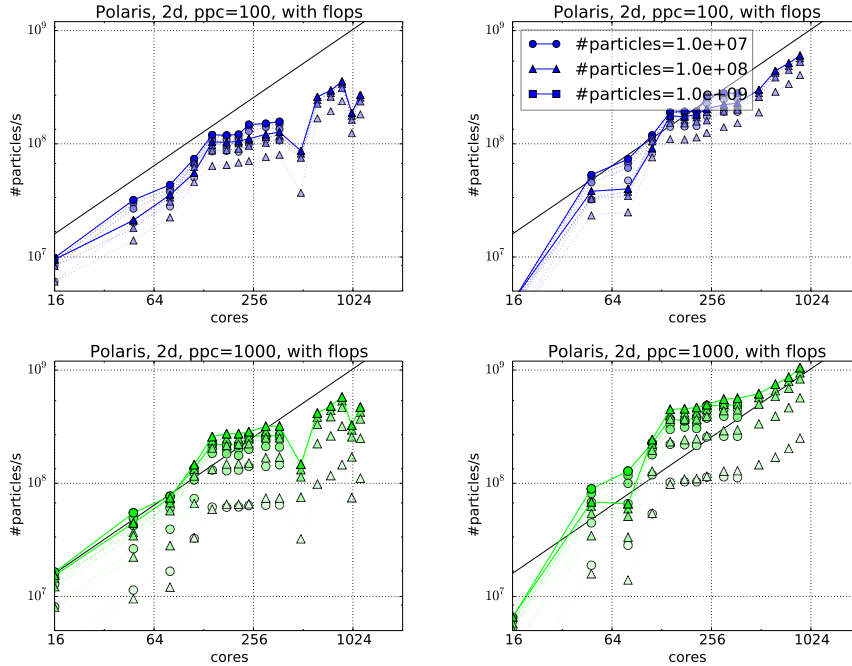 Polaris, 2d, ppc=100, with flops
10^9
10^8
10^7
#particles/s
16
64
256
1024
cores
Polaris, 2d, ppc=100, with flops
#particles=1.0e+07
#particles=1.0e+08
#particles=1.0e+09
10^9
10^8
10^7
#particles/s
16
64
256
1024
cores
Polaris, 2d, ppc=1000, with flops
10^9
10^8
10^7
#particles/s
16
64
256
1024
cores
Polaris, 2d, ppc=1000, with flops
10^9
10^8
10^7
#particles/s
16
64
256
1024
cores